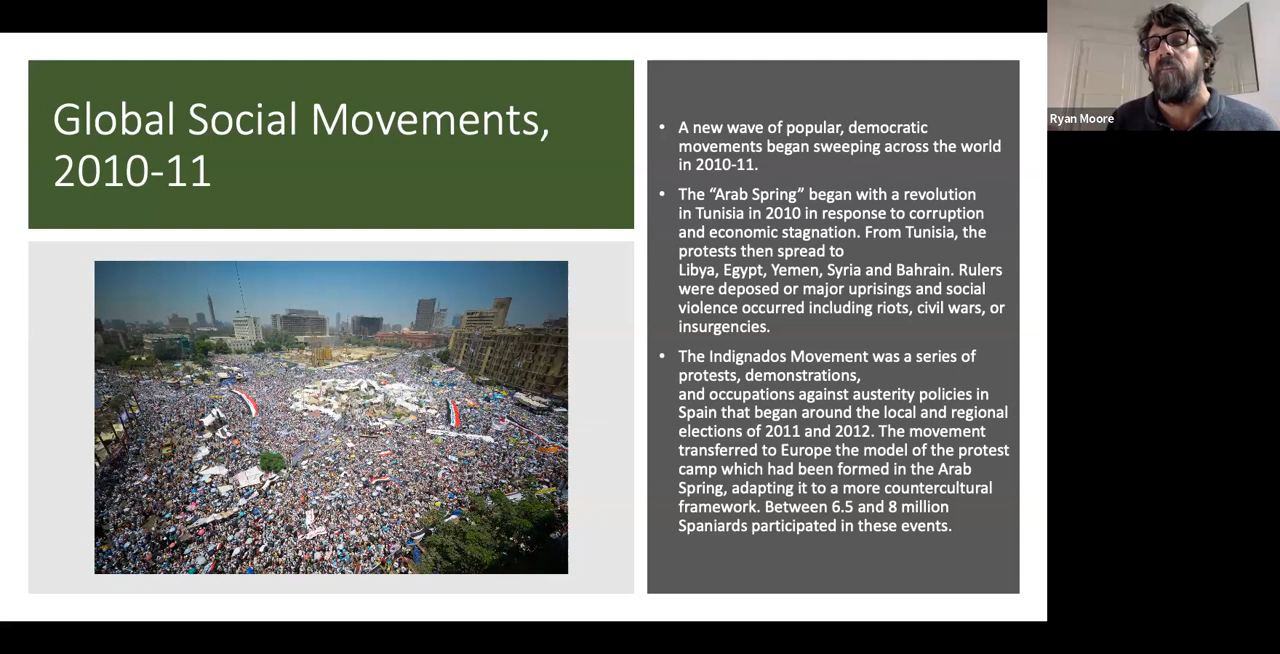 Global Social Movements,
2010-11
• A new wave of popular, democratic
movements began sweeping across the world
in 2010-11.
• The “Arab Spring” began with a revolution
in Tunisia in 2010 in response to corruption
and economic stagnation. From Tunisia, the
protests then spread to
Libya, Egypt, Yemen, Syria and Bahrain. Rulers
were deposed or major uprisings and social
violence occurred including riots, civil wars, or
insurgencies.
• The Indignados Movement was a series of
protests, demonstrations,
and occupations against austerity policies in
Spain that began around the local and regional
elections of 2011 and 2012. The movement
transferred to Europe the model of the protest
camp which had been formed in the Arab
Spring, adapting it to a more countercultural
framework. Between 6.5 and 8 million
Spaniards participated in these events.
Ryan Moore